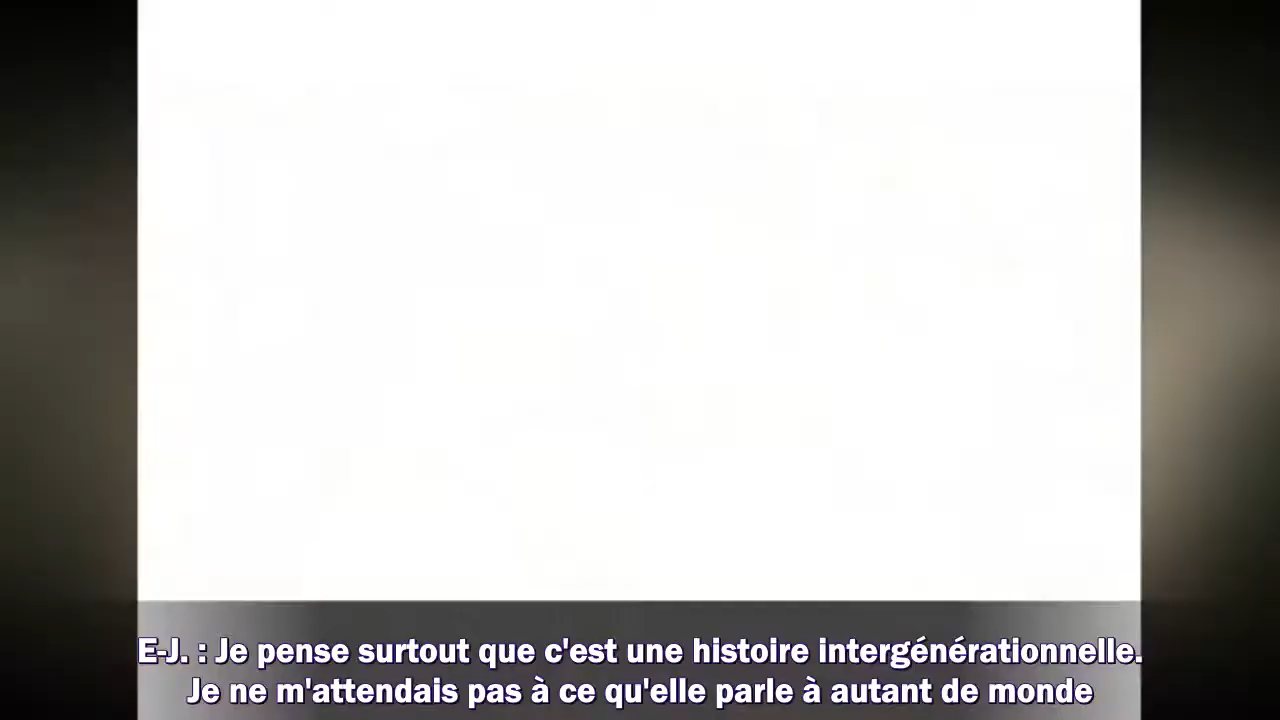 E-J. : Je pense surtout que c'est une histoire intergénérationnelle.
Je ne m'attendais pas à ce qu'elle parle à autant de monde